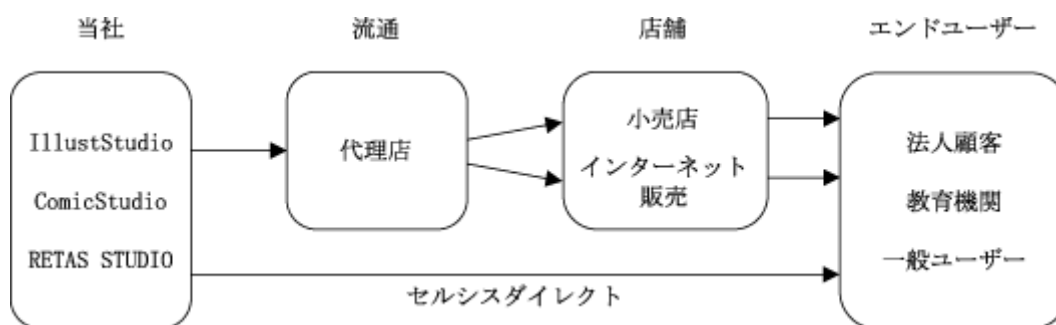 当社
流通
店舗
エンドユーザー
IllustStudio
ComicStudio
RETAS STUDIO
代理店
小売店
インターネット
販売
法人顧客
教育機関
一般ユーザー
セルシスダイレクト